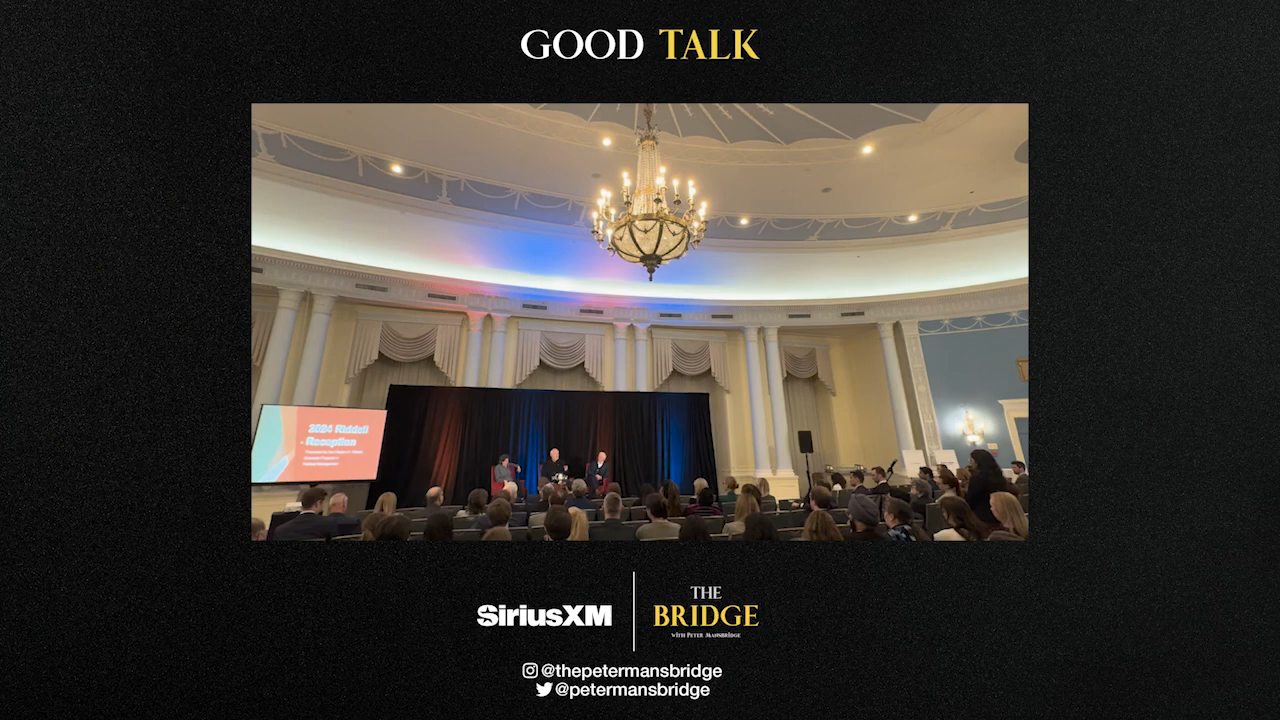 GOOD TALK
2024 Riddell
Reception
SiriusXM
THE
BRIDGE
WITH PETER MANSBRIDGE
@thepetermansbridge
@petermansbridge